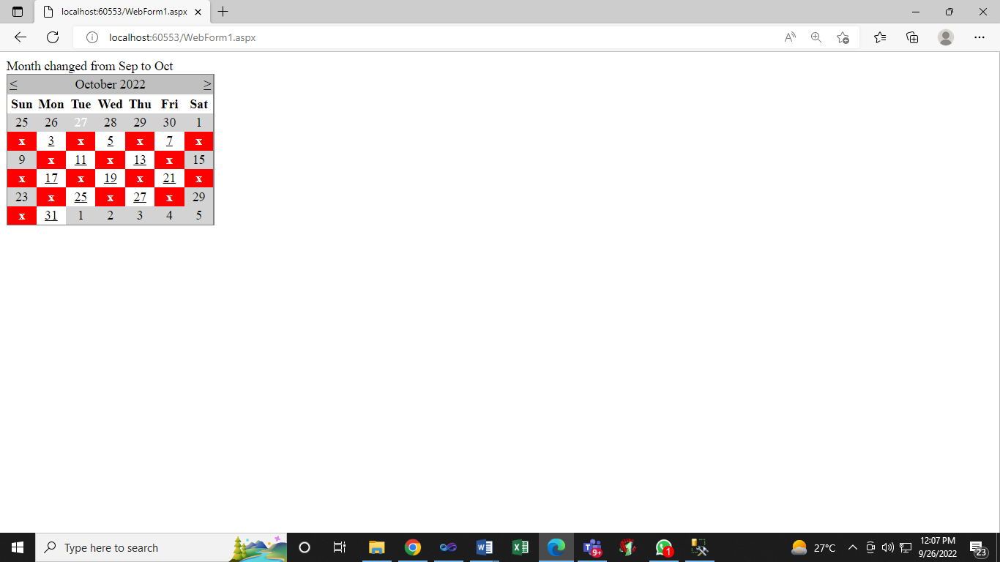 localhost:60553/WebForm1.aspx
localhost:60553/WebForm1.aspx
Month changed from Sep to Oct
< October 2022 >
Sun Mon Tue Wed Thu Fri Sat
25 26 27 28 29 30 1
x 3 x 5 x 7 x
9 x 11 x 13 x 15
x 17 x 19 x 21 x
23 x 25 x 27 x 29
x 31 1 2 3 4 5
Type here to search
9+
1
27°C
12:07 PM
9/26/2022
23